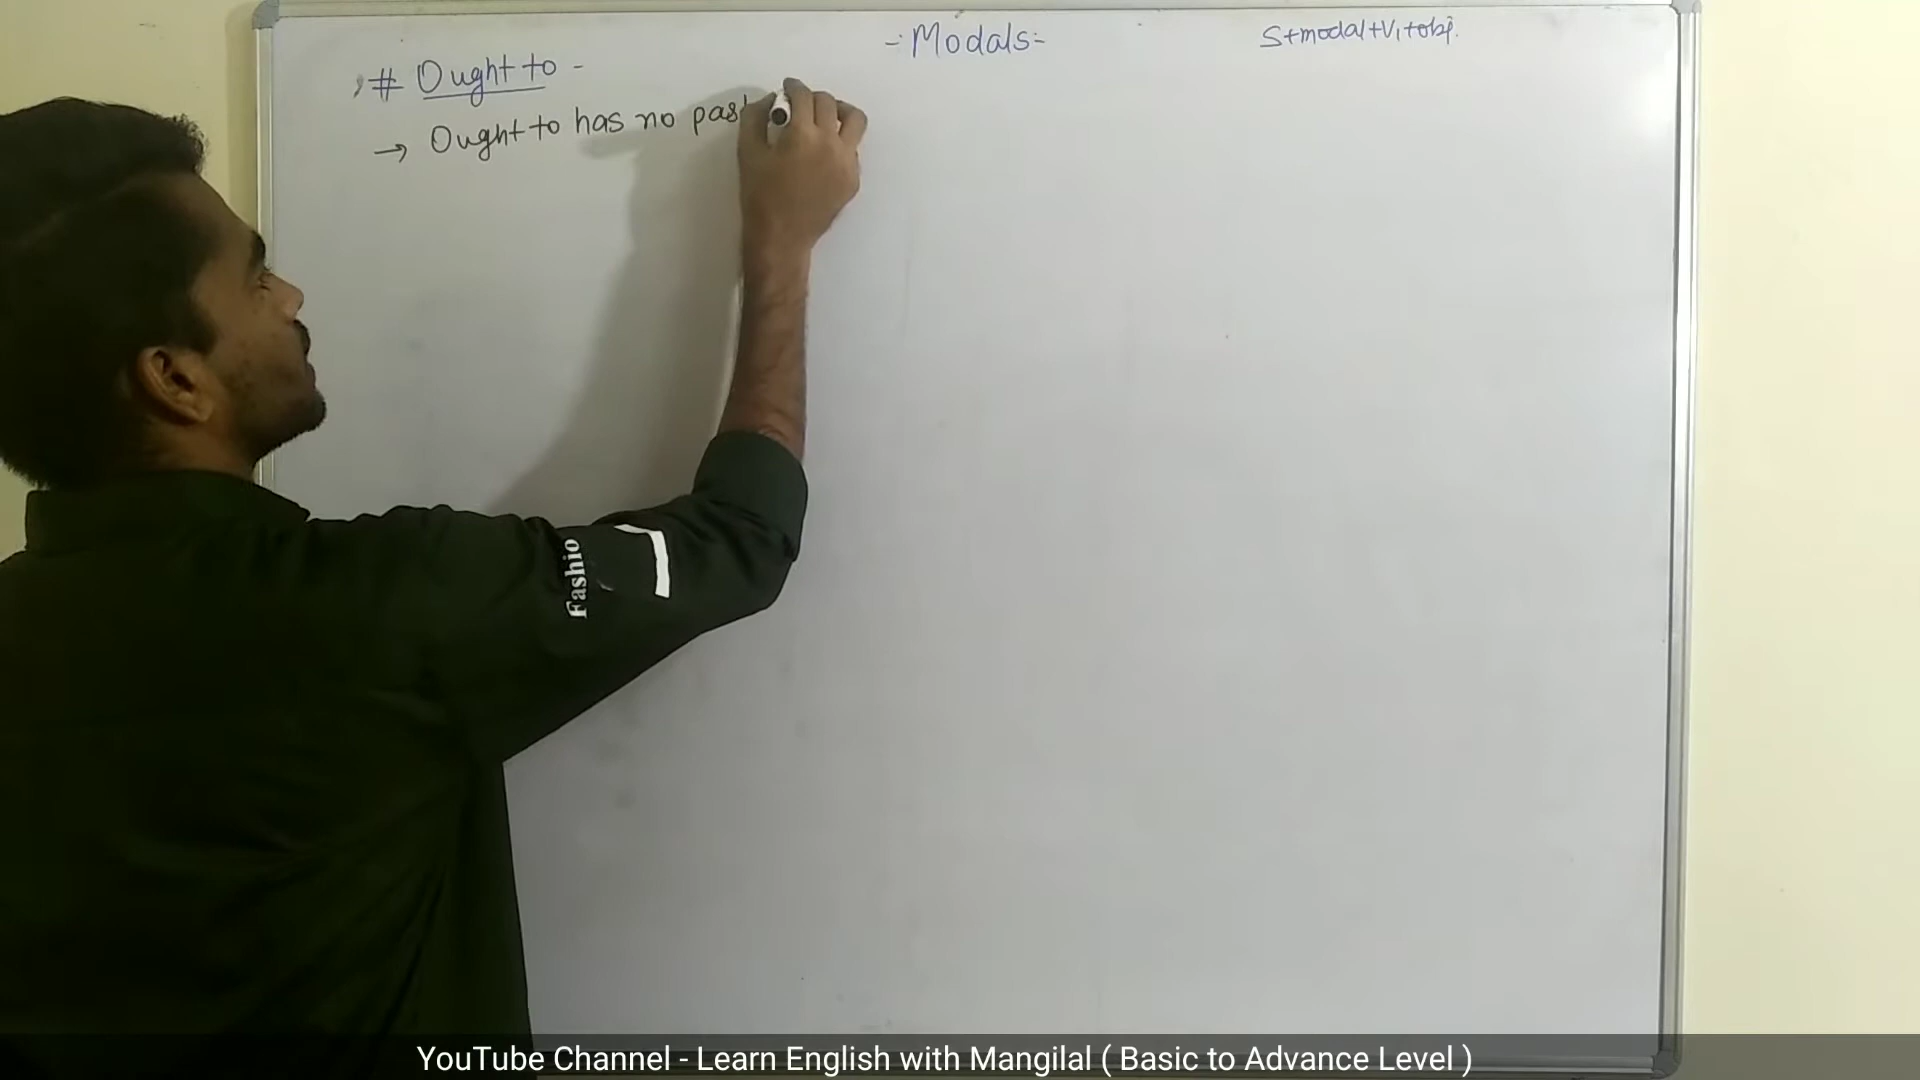 -: Modals:-
S+modal+V₁+obj.
# Ought to -
→ Ought to has no past
Fashio
YouTube Channel - Learn English with Mangilal ( Basic to Advance Level )